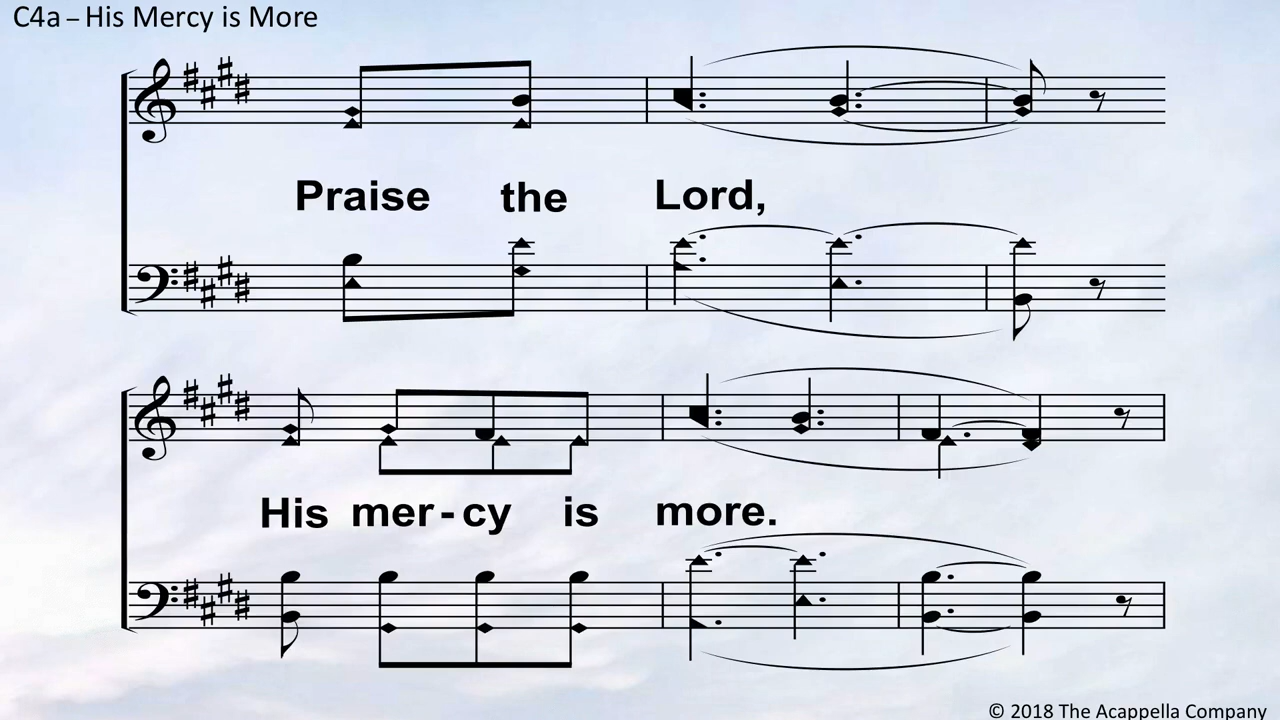 C4a – His Mercy is More
Praise the Lord,
His mer - cy is more.
© 2018 The Acappella Company